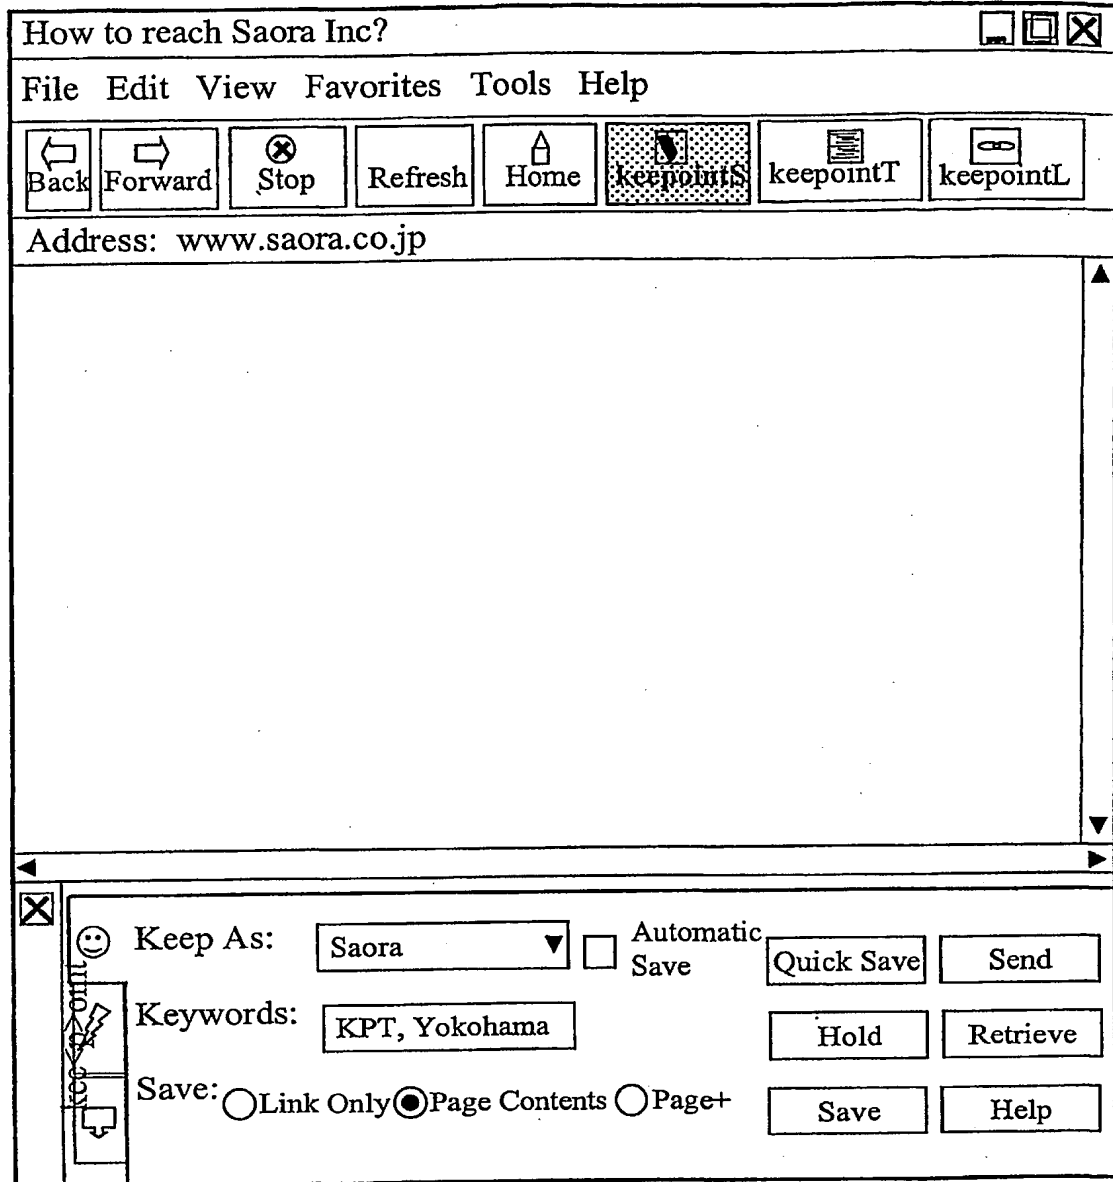 How to reach Saora Inc?
File Edit View Favorites Tools Help
Back Forward Stop Refresh Home keepointS keepointT keepointL
Address: www.saora.co.jp
Keep As: Saora Automatic Save Quick Save Send
Keywords: KPT, Yokohama Hold Retrieve
Save: Link Only Page Contents Page+ Save Help